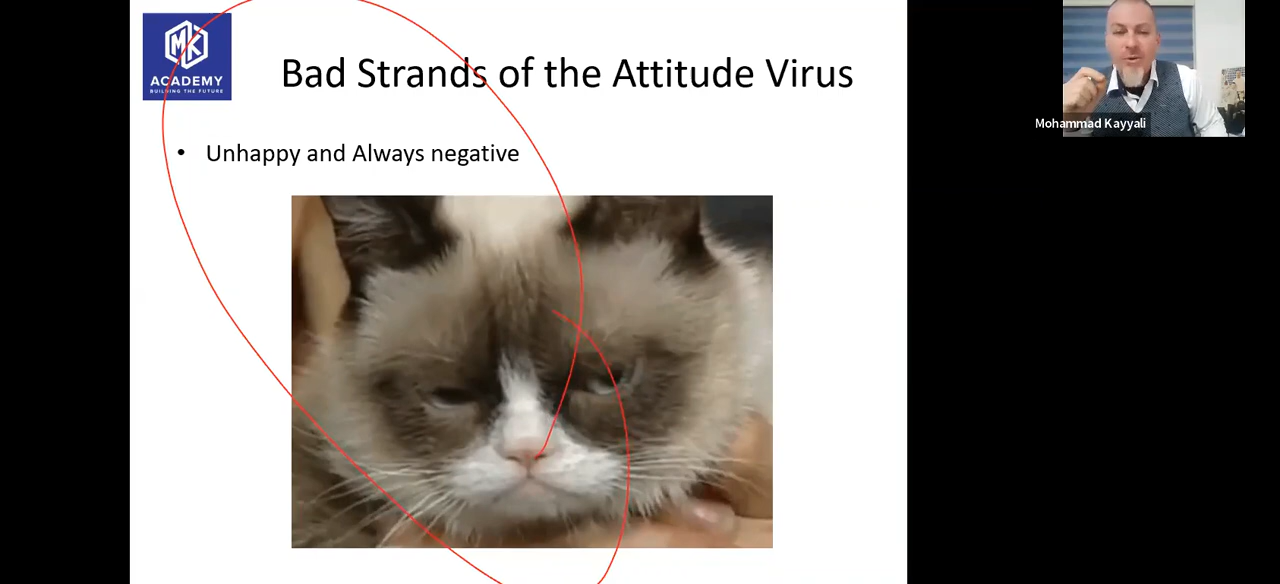 MK
ACADEMY
BUILDING THE FUTURE
Bad Strands of the Attitude Virus
• Unhappy and Always negative
Mohammad Kayyali